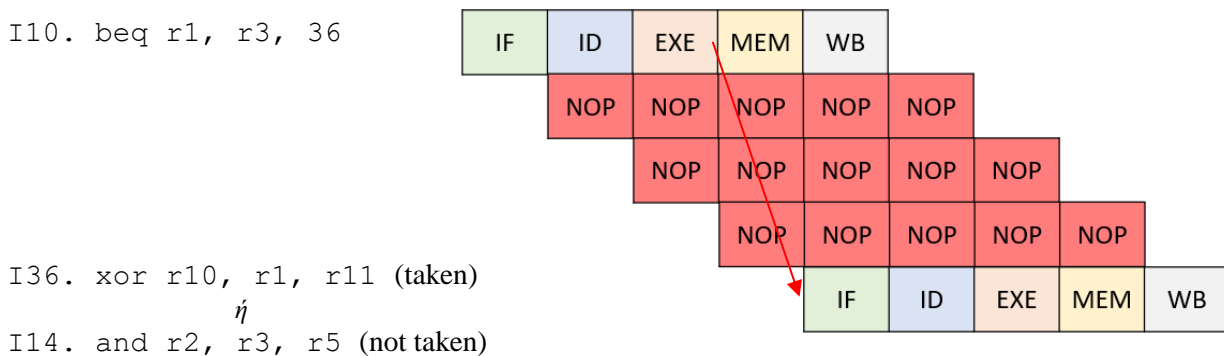 I10. beq r1, r3, 36 IF ID EXE MEM WB
NOP NOP NOP NOP NOP
NOP NOP NOP NOP NOP
NOP NOP NOP NOP NOP
I36. xor r10, r1, r11 (taken) IF ID EXE MEM WB
ή
I14. and r2, r3, r5 (not taken)